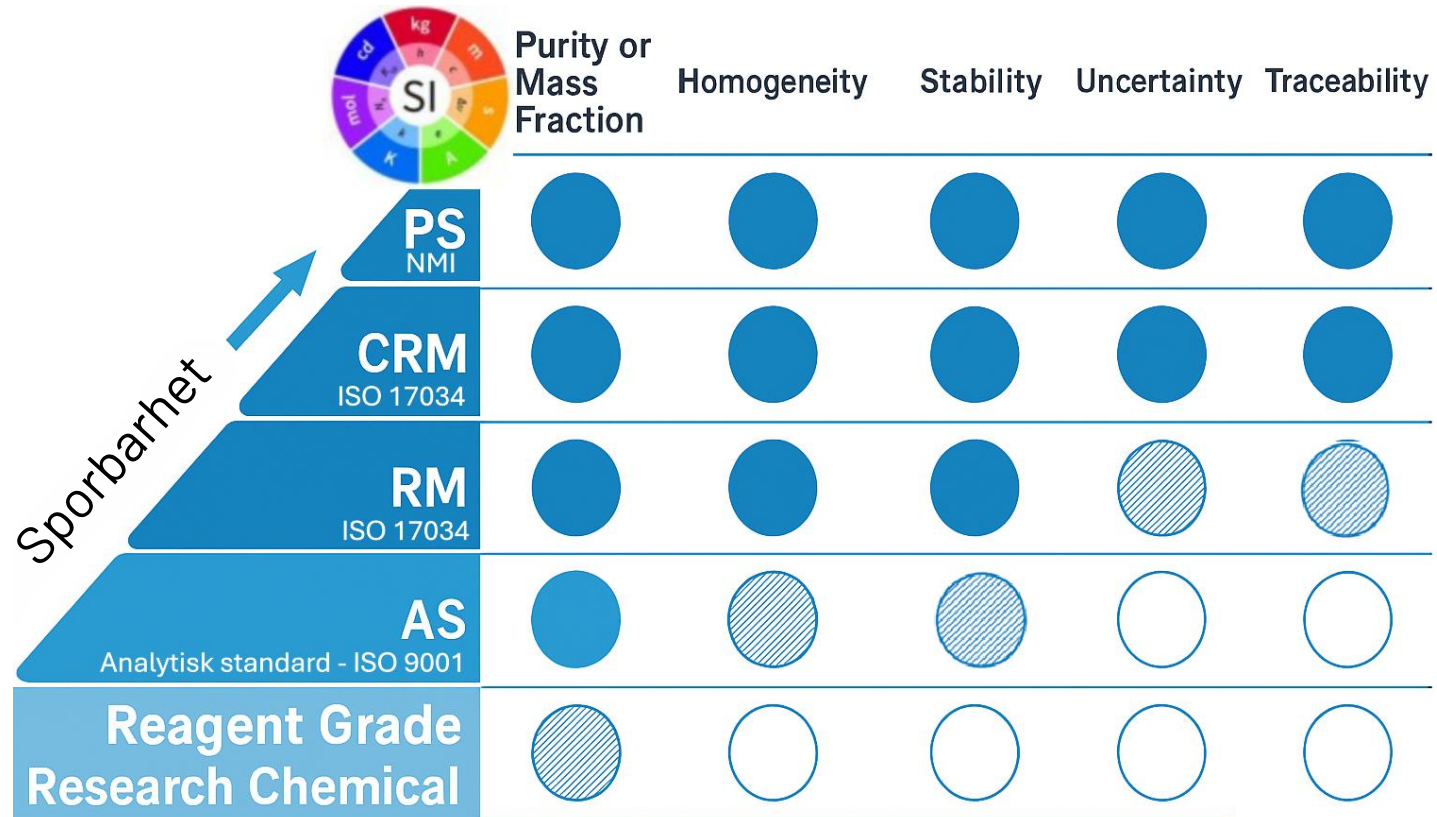 kg
cd
m
mol
SI
s
K
A
Purity or
Mass
Fraction
Homogeneity
Stability
Uncertainty
Traceability
PS
NMI
CRM
ISO 17034
Sporbarhet
RM
ISO 17034
AS
Analytisk standard - ISO 9001
Reagent Grade
Research Chemical